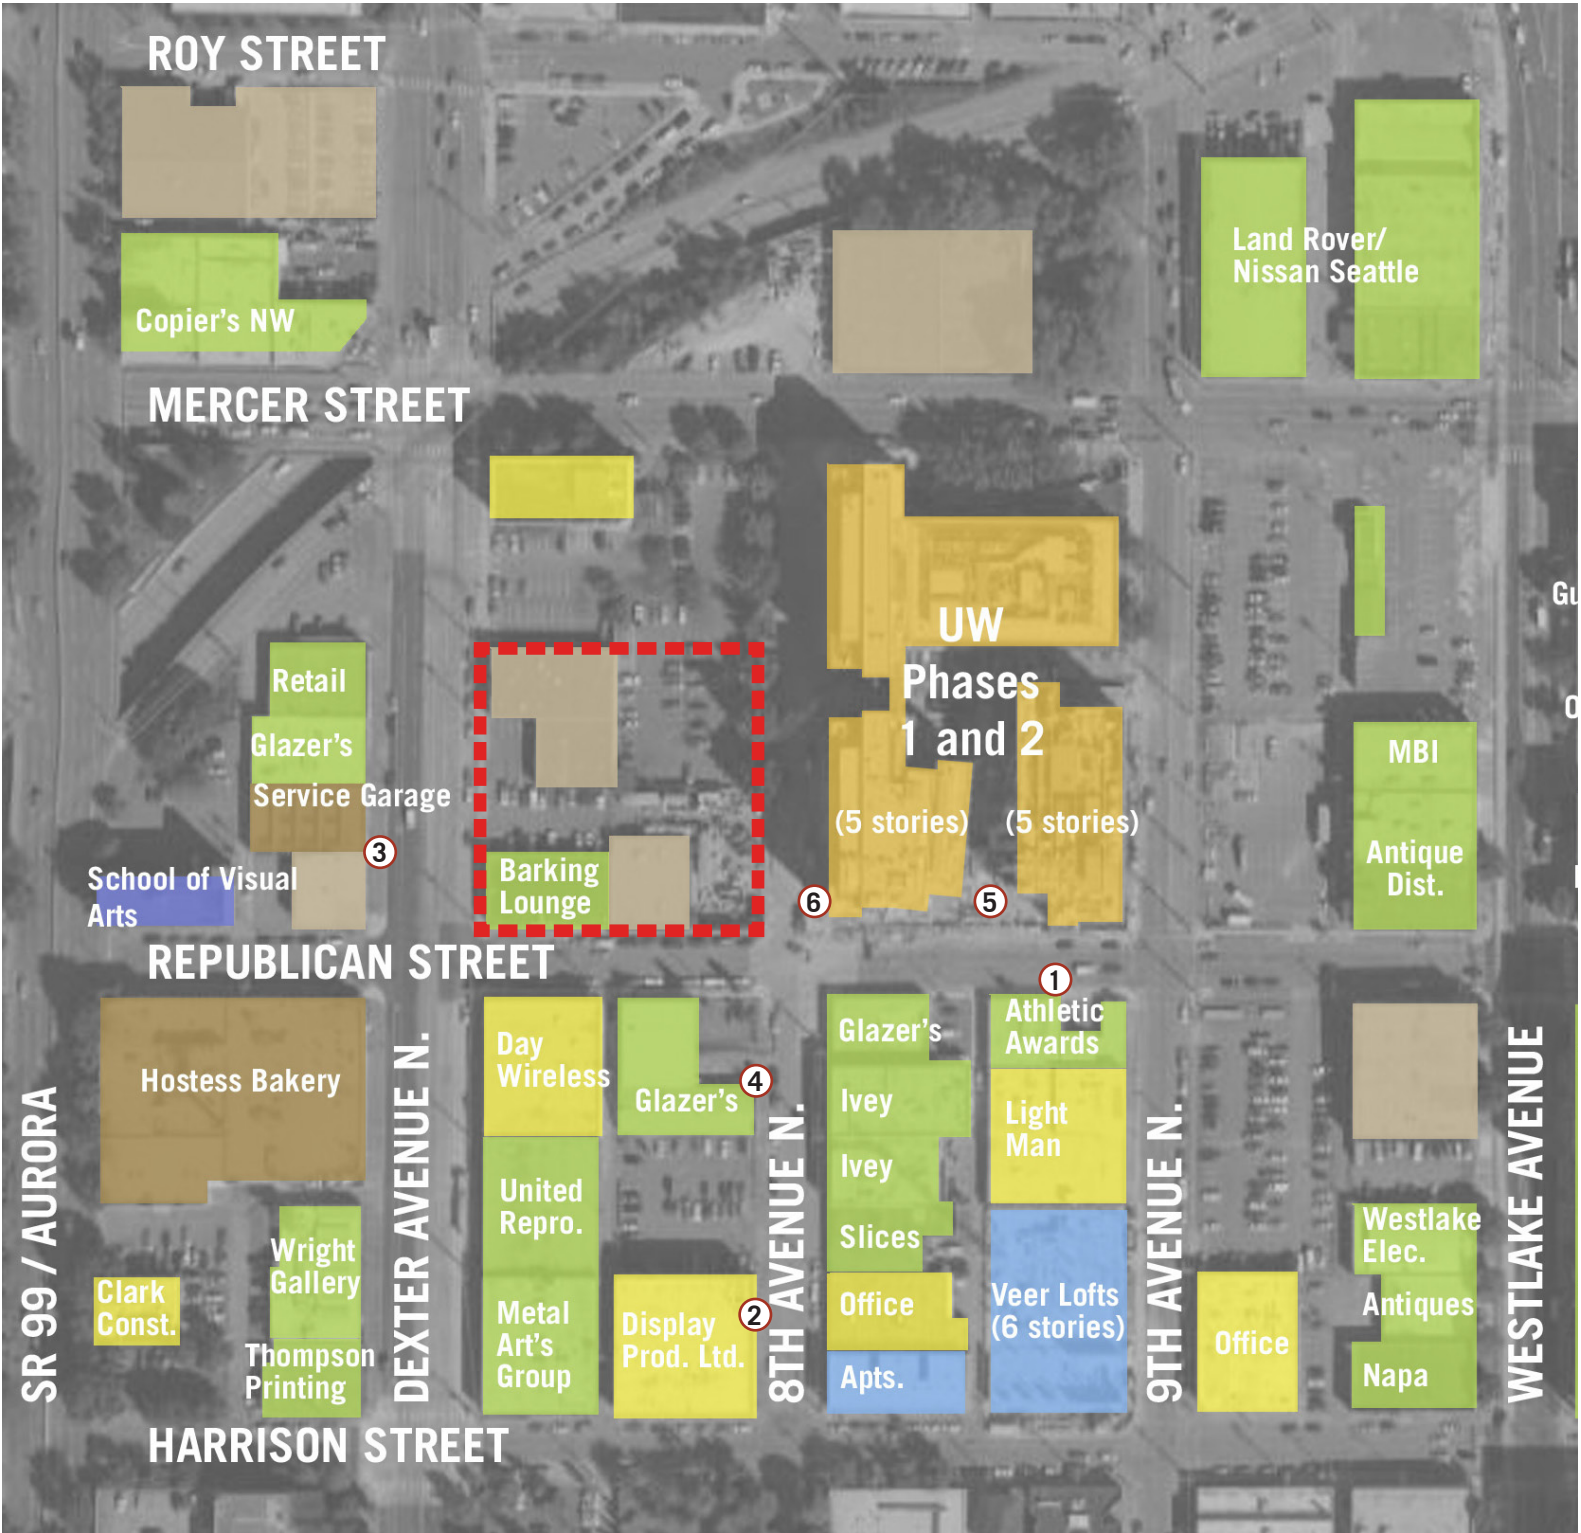 ROY STREET
Land Rover/
Nissan Seattle
Copier's NW
MERCER STREET
UW
Phases
1 and 2
(5 stories)
(5 stories)
Retail
Glazer's
Service Garage
3
School of Visual
Arts
Barking
Lounge
6
5
MBI
Antique
Dist.
REPUBLICAN STREET
1
Hostess Bakery
Day
Wireless
Glazer's
4
Glazer's
Athletic
Awards
Ivey
Light
Man
Ivey
United
Repro.
Slices
Wright
Gallery
Clark
Const.
Metal
Art's
Group
Display
Prod. Ltd.
2
Office
Veer Lofts
(6 stories)
Office
Westlake
Elec.
Antiques
Thompson
Printing
Apts.
Napa
SR 99 / AURORA
DEXTER AVENUE N.
8TH AVENUE N.
9TH AVENUE N.
WESTLAKE AVENUE
HARRISON STREET